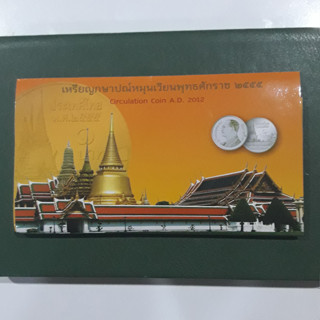 เหรียญกษาปณ์หมุนเวียนพุทธศักราช ๒๕๕๕
Circulation Coin A.D. 2012